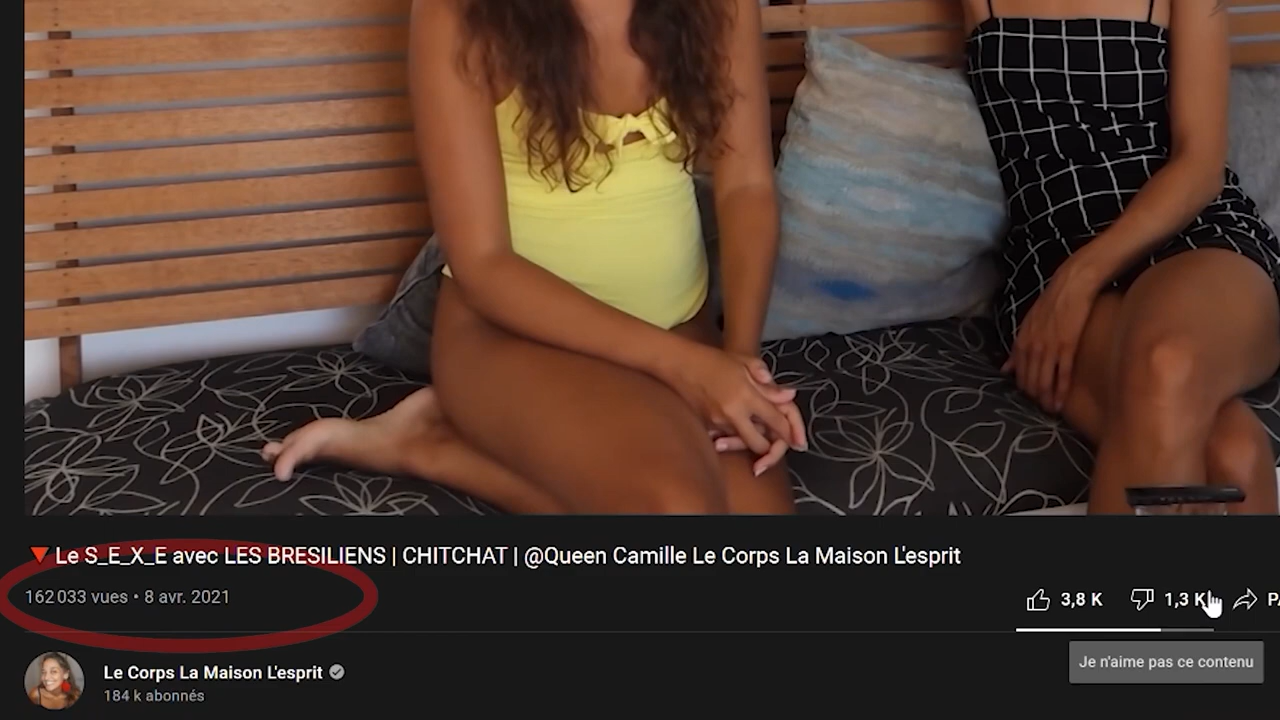 🔻Le S_E_X_E avec LES BRESILIENS | CHITCHAT | @Queen Camille Le Corps La Maison L'esprit
162 033 vues • 8 avr. 2021
3,8 K
1,3 K
Le Corps La Maison L'esprit
184 k abonnés
Je n'aime pas ce contenu